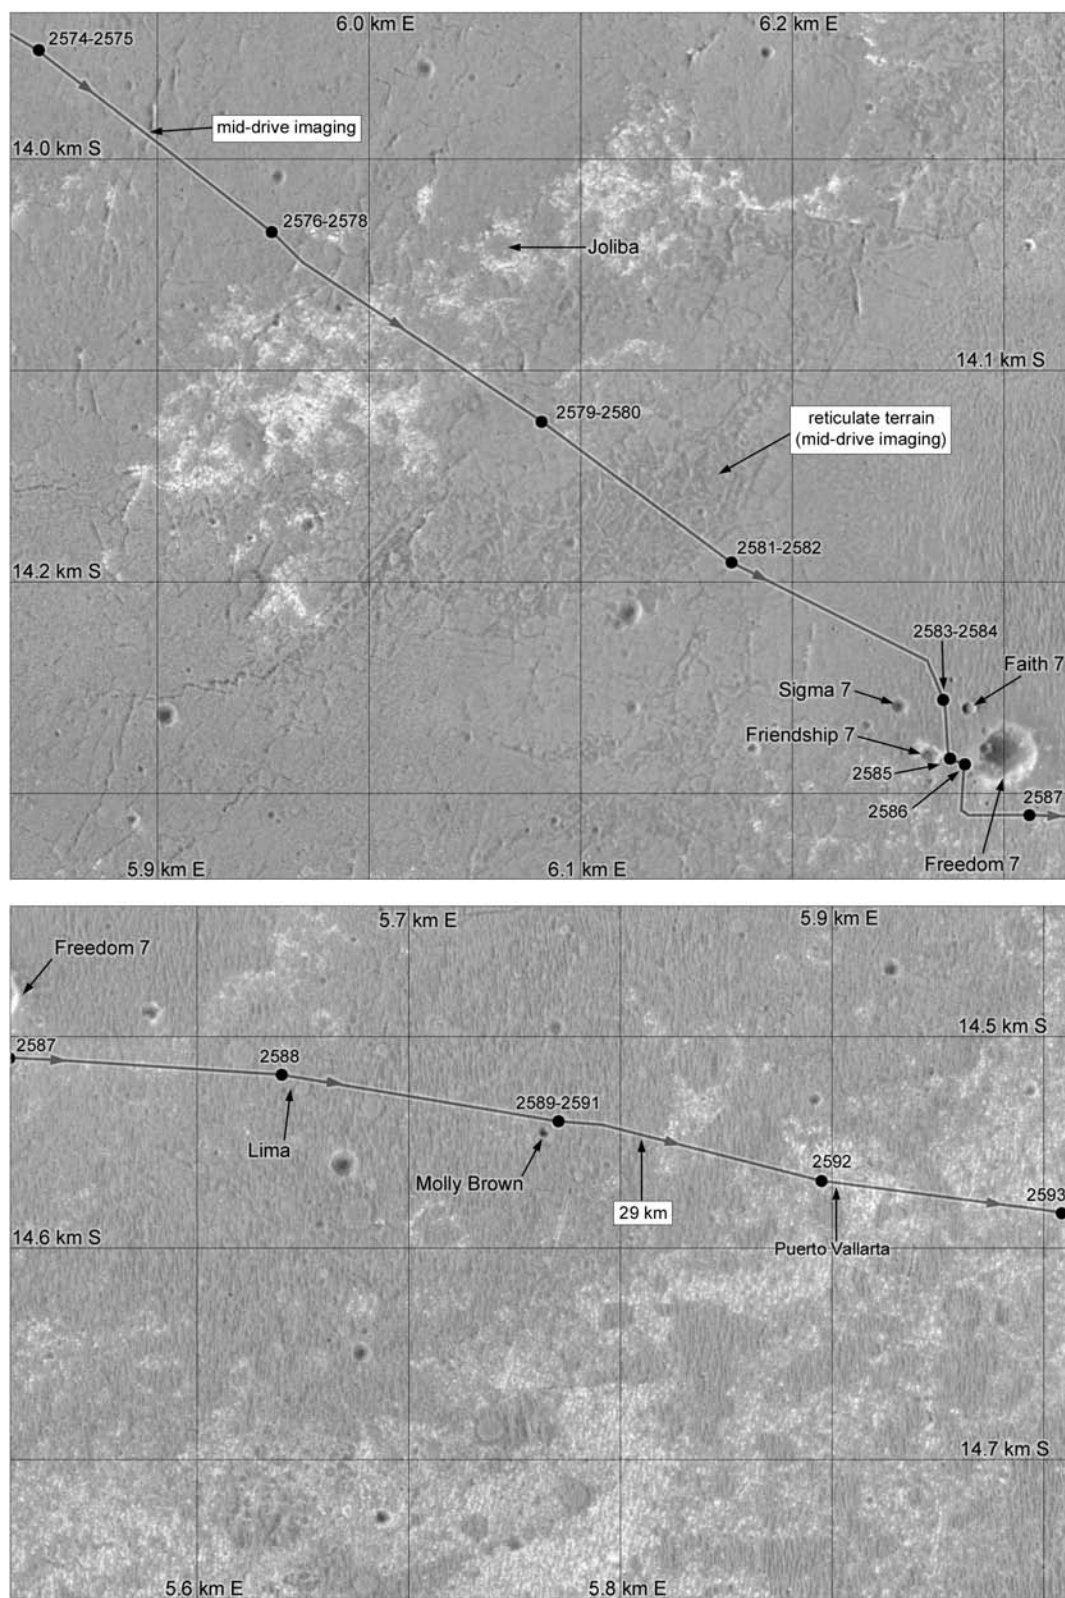 6.0 km E
6.2 km E
2574-2575
mid-drive imaging
14.0 km S
2576-2578
Joliba
14.1 km S
2579-2580
reticulate terrain
(mid-drive imaging)
2581-2582
14.2 km S
2583-2584
Faith 7
Sigma 7
Friendship 7
2585
2586
2587
5.9 km E
6.1 km E
Freedom 7
5.7 km E
5.9 km E
Freedom 7
14.5 km S
2587
2588
2589-2591
Lima
Molly Brown
2592
29 km
2593
14.6 km S
Puerto Vallarta
14.7 km S
5.6 km E
5.8 km E